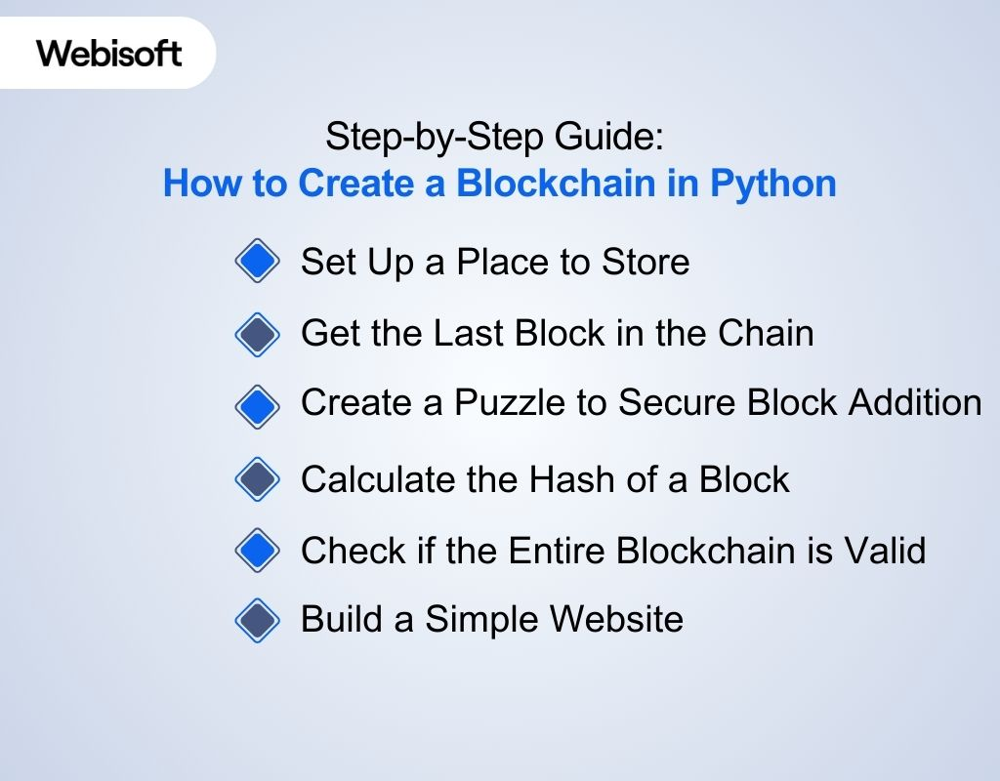 Webisoft
Step-by-Step Guide:
How to Create a Blockchain in Python
Set Up a Place to Store
Get the Last Block in the Chain
Create a Puzzle to Secure Block Addition
Calculate the Hash of a Block
Check if the Entire Blockchain is Valid
Build a Simple Website